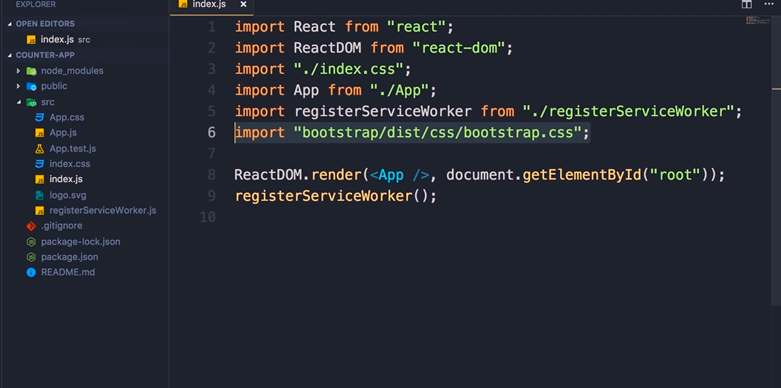 EXPLORER
OPEN EDITORS
index.js src
COUNTER-APP
node_modules
public
src
App.css
App.js
App.test.js
index.css
index.js
logo.svg
registerServiceWorker.js
.gitignore
package-lock.json
package.json
README.md
index.js
1 import React from "react";
2 import ReactDOM from "react-dom";
3 import "./index.css";
4 import App from "./App";
5 import registerServiceWorker from "./registerServiceWorker";
6 import "bootstrap/dist/css/bootstrap.css";
7
8 ReactDOM.render(<App />, document.getElementById("root"));
9 registerServiceWorker();
10